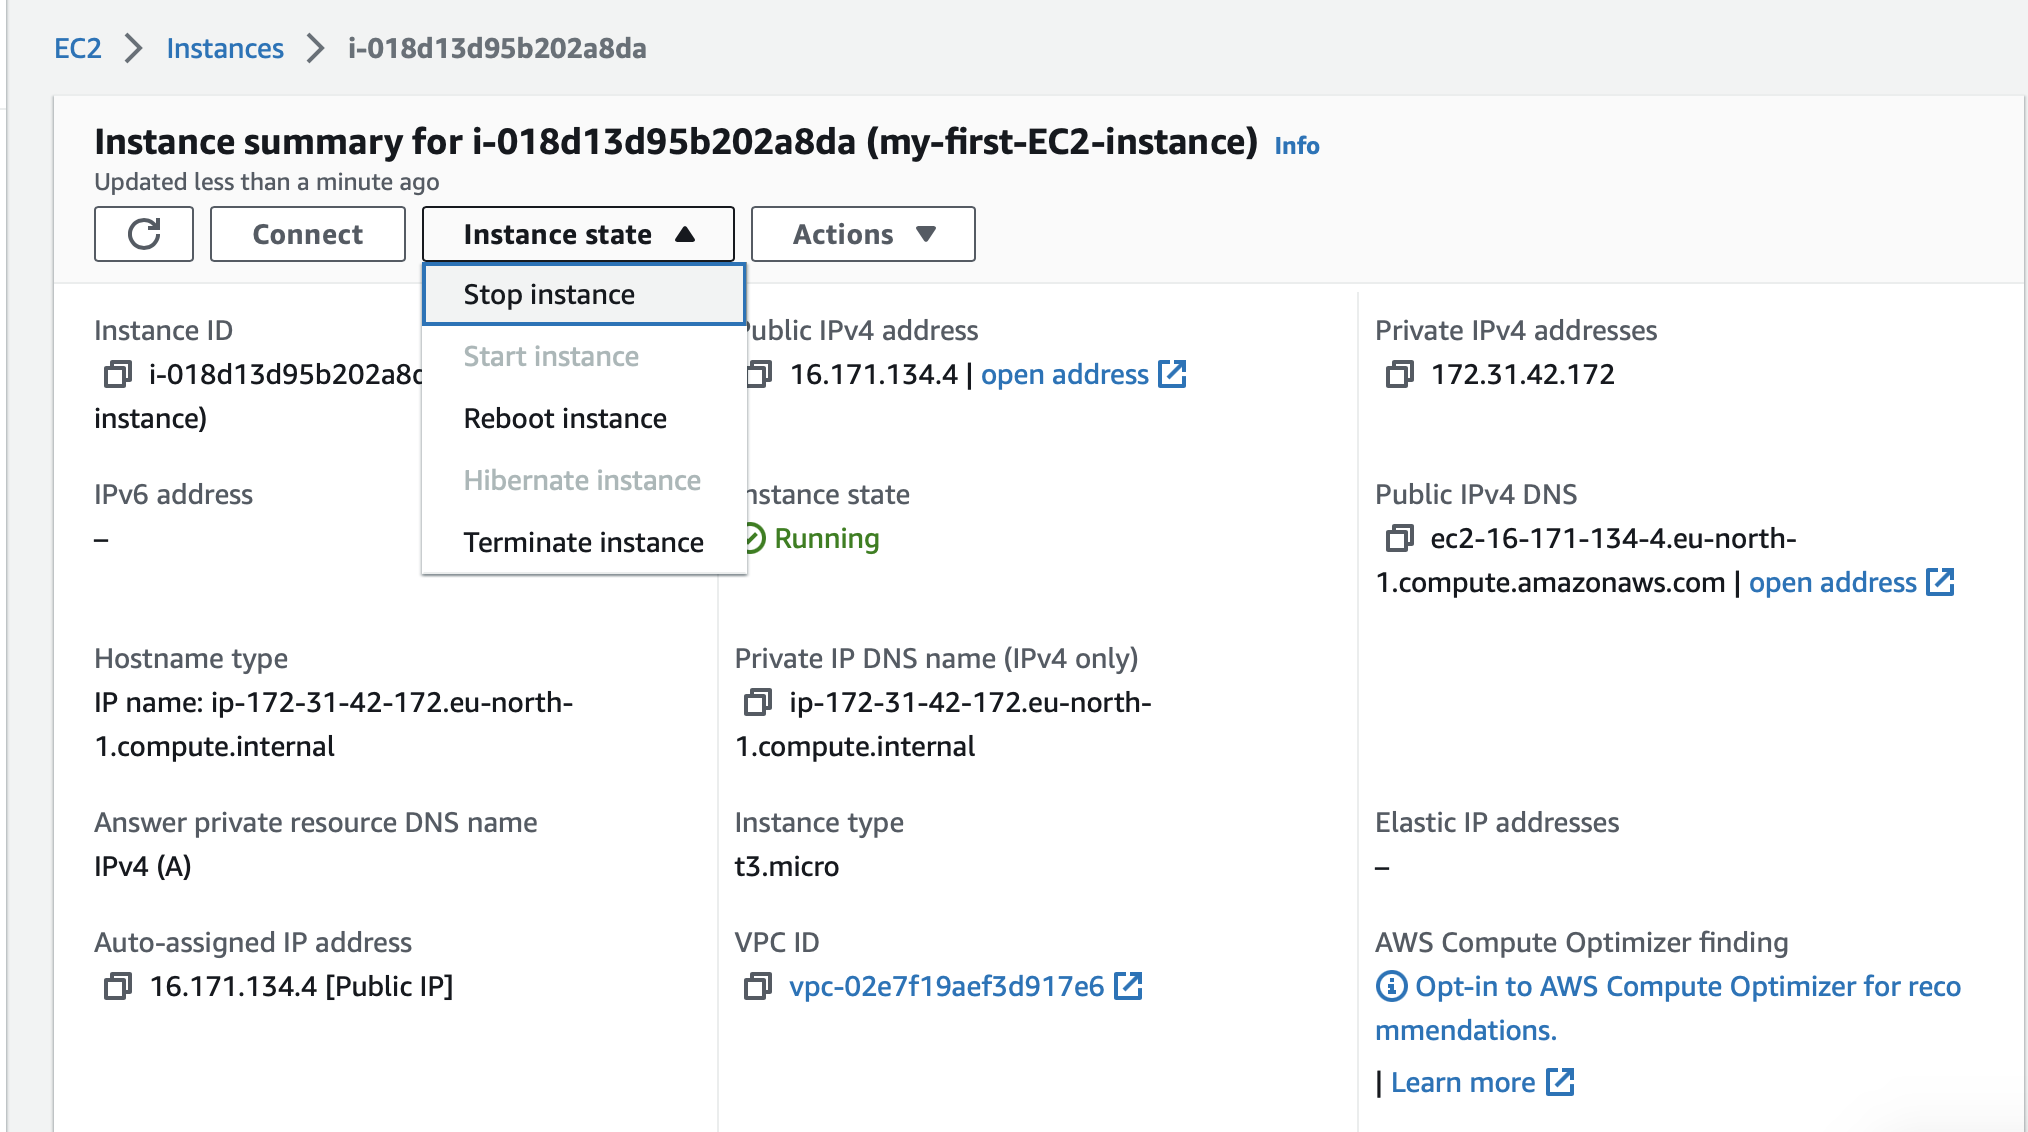 EC2 > Instances > i-018d13d95b202a8da
Instance summary for i-018d13d95b202a8da (my-first-EC2-instance) Info
Updated less than a minute ago
Connect
Instance state
Actions
Stop instance
Start instance
Reboot instance
Hibernate instance
Terminate instance
Instance ID
i-018d13d95b202a8
instance)
Public IPv4 address
16.171.134.4 | open address
Private IPv4 addresses
172.31.42.172
IPv6 address
–
Instance state
Running
Public IPv4 DNS
ec2-16-171-134-4.eu-north-
1.compute.amazonaws.com | open address
Hostname type
IP name: ip-172-31-42-172.eu-north-
1.compute.internal
Private IP DNS name (IPv4 only)
ip-172-31-42-172.eu-north-
1.compute.internal
Answer private resource DNS name
IPv4 (A)
Instance type
t3.micro
Elastic IP addresses
–
Auto-assigned IP address
16.171.134.4 [Public IP]
VPC ID
vpc-02e7f19aef3d917e6
AWS Compute Optimizer finding
Opt-in to AWS Compute Optimizer for reco
mmendations.
| Learn more